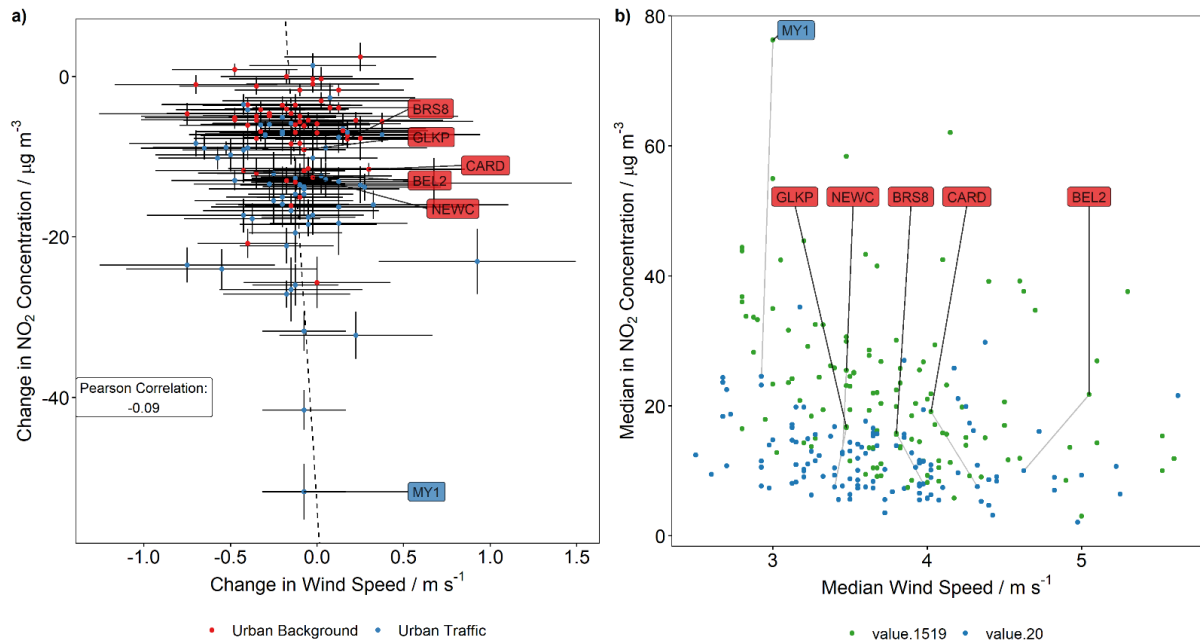 a)
Change in NO2 Concentration / µg m-3
0
-20
-40
BRS8
GLKP
CARD
BEL2
NEWC
Pearson Correlation:
-0.09
MY1
-1.0 -0.5 0.0 0.5 1.0 1.5
Change in Wind Speed / m s-1
Urban Background Urban Traffic
b)
Median in NO2 Concentration / µg m-3
80
60
40
20
0
MY1
GLKP NEWC BRS8 CARD BEL2
3 4 5
Median Wind Speed / m s-1
value.1519 value.20